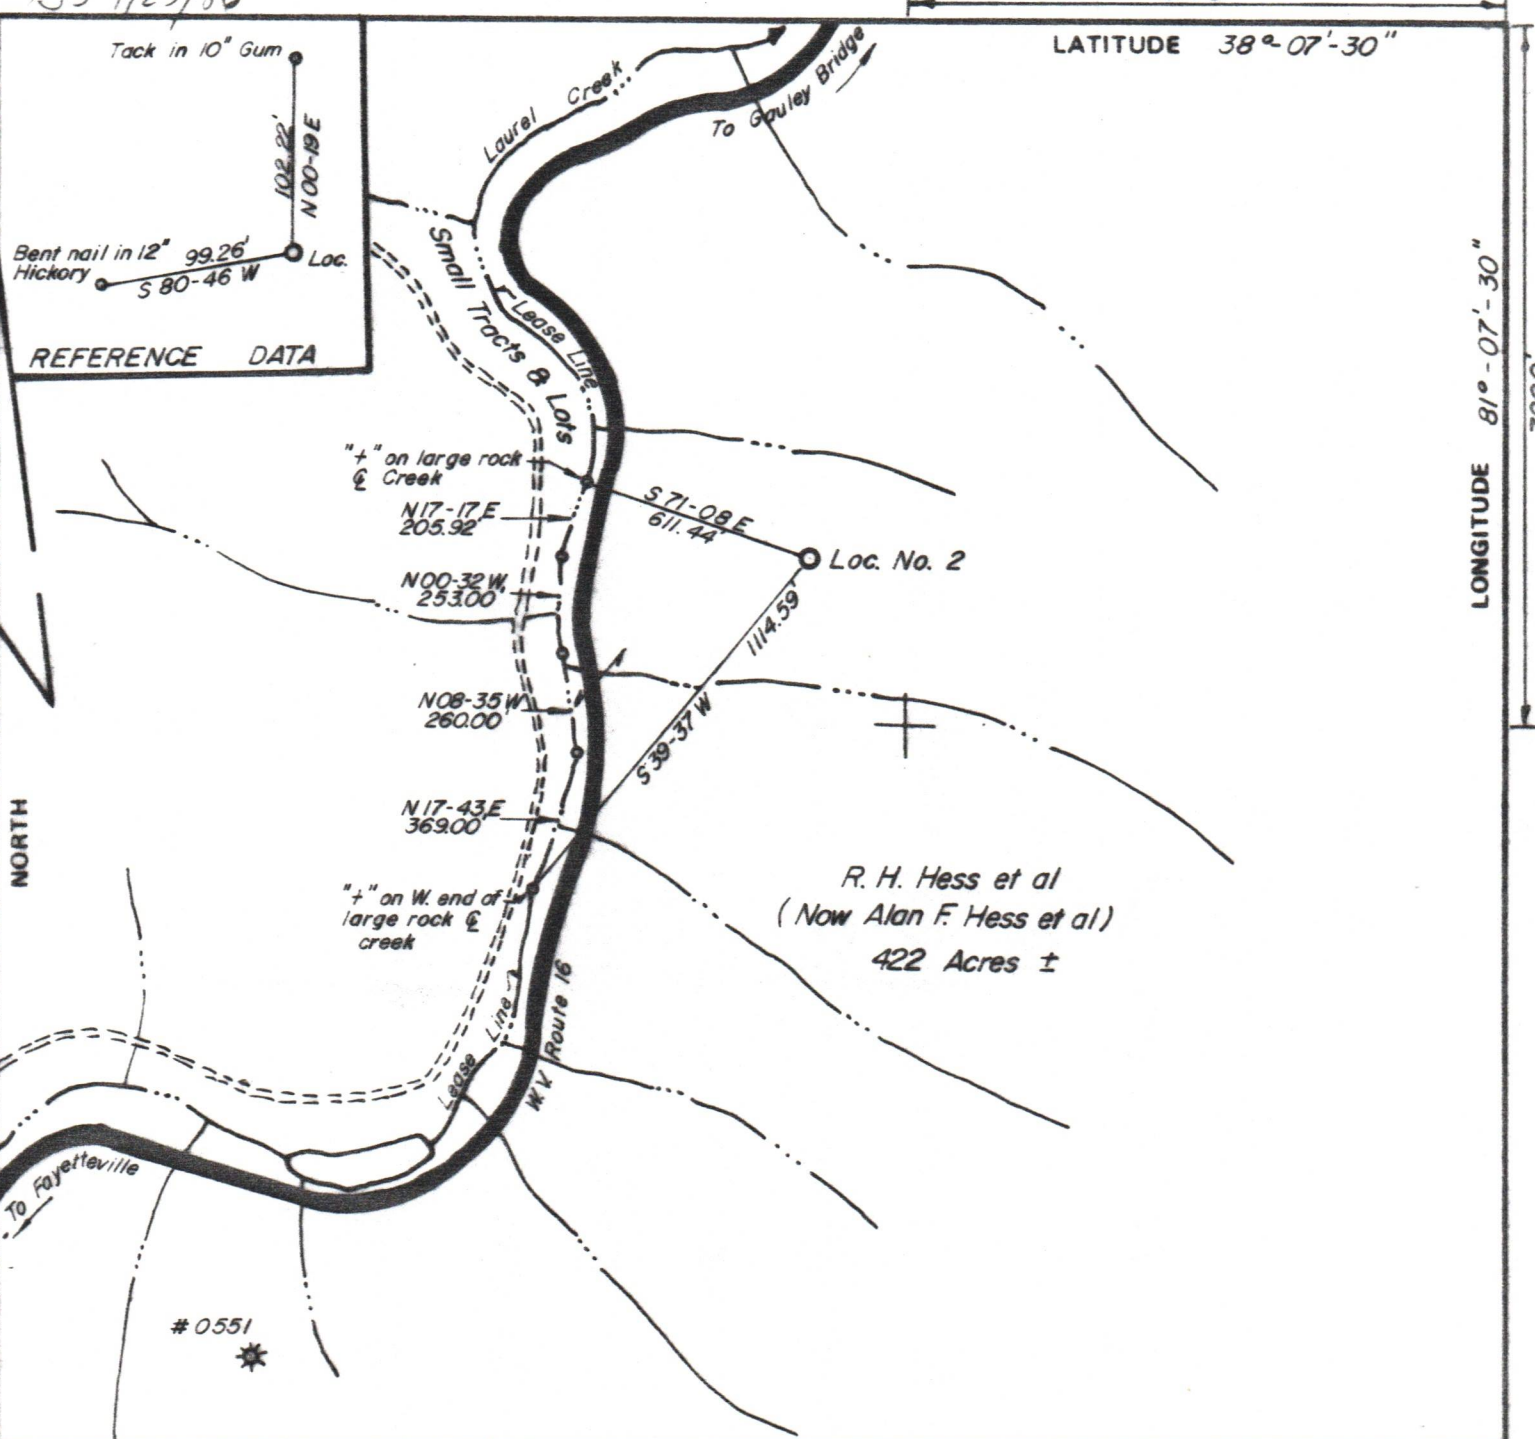 Tack in 10" Gum
102.22'
N 00-19 E
Bent nail in 12"
Hickory
99.26'
S 80-46 W
Loc.
REFERENCE DATA
LATITUDE 38°-07'-30"
LONGITUDE 81°-07'-30"
Laurel Creek
To Gauley Bridge
Small Tracts & Lots
Lease Line
"+" on large rock
℄ Creek
N 17-17 E
205.92'
S 71-08 E
611.44'
Loc. No. 2
N 00-32 W
253.00'
1114.59'
S 39-37 W
N 08-35 W
260.00'
N 17-43 E
369.00'
"+" on W. end of
large rock ℄
creek
NORTH
R. H. Hess et al
(Now Alan F. Hess et al)
422 Acres ±
Lease Line
W.V. Route 16
To Fayetteville
# 0551